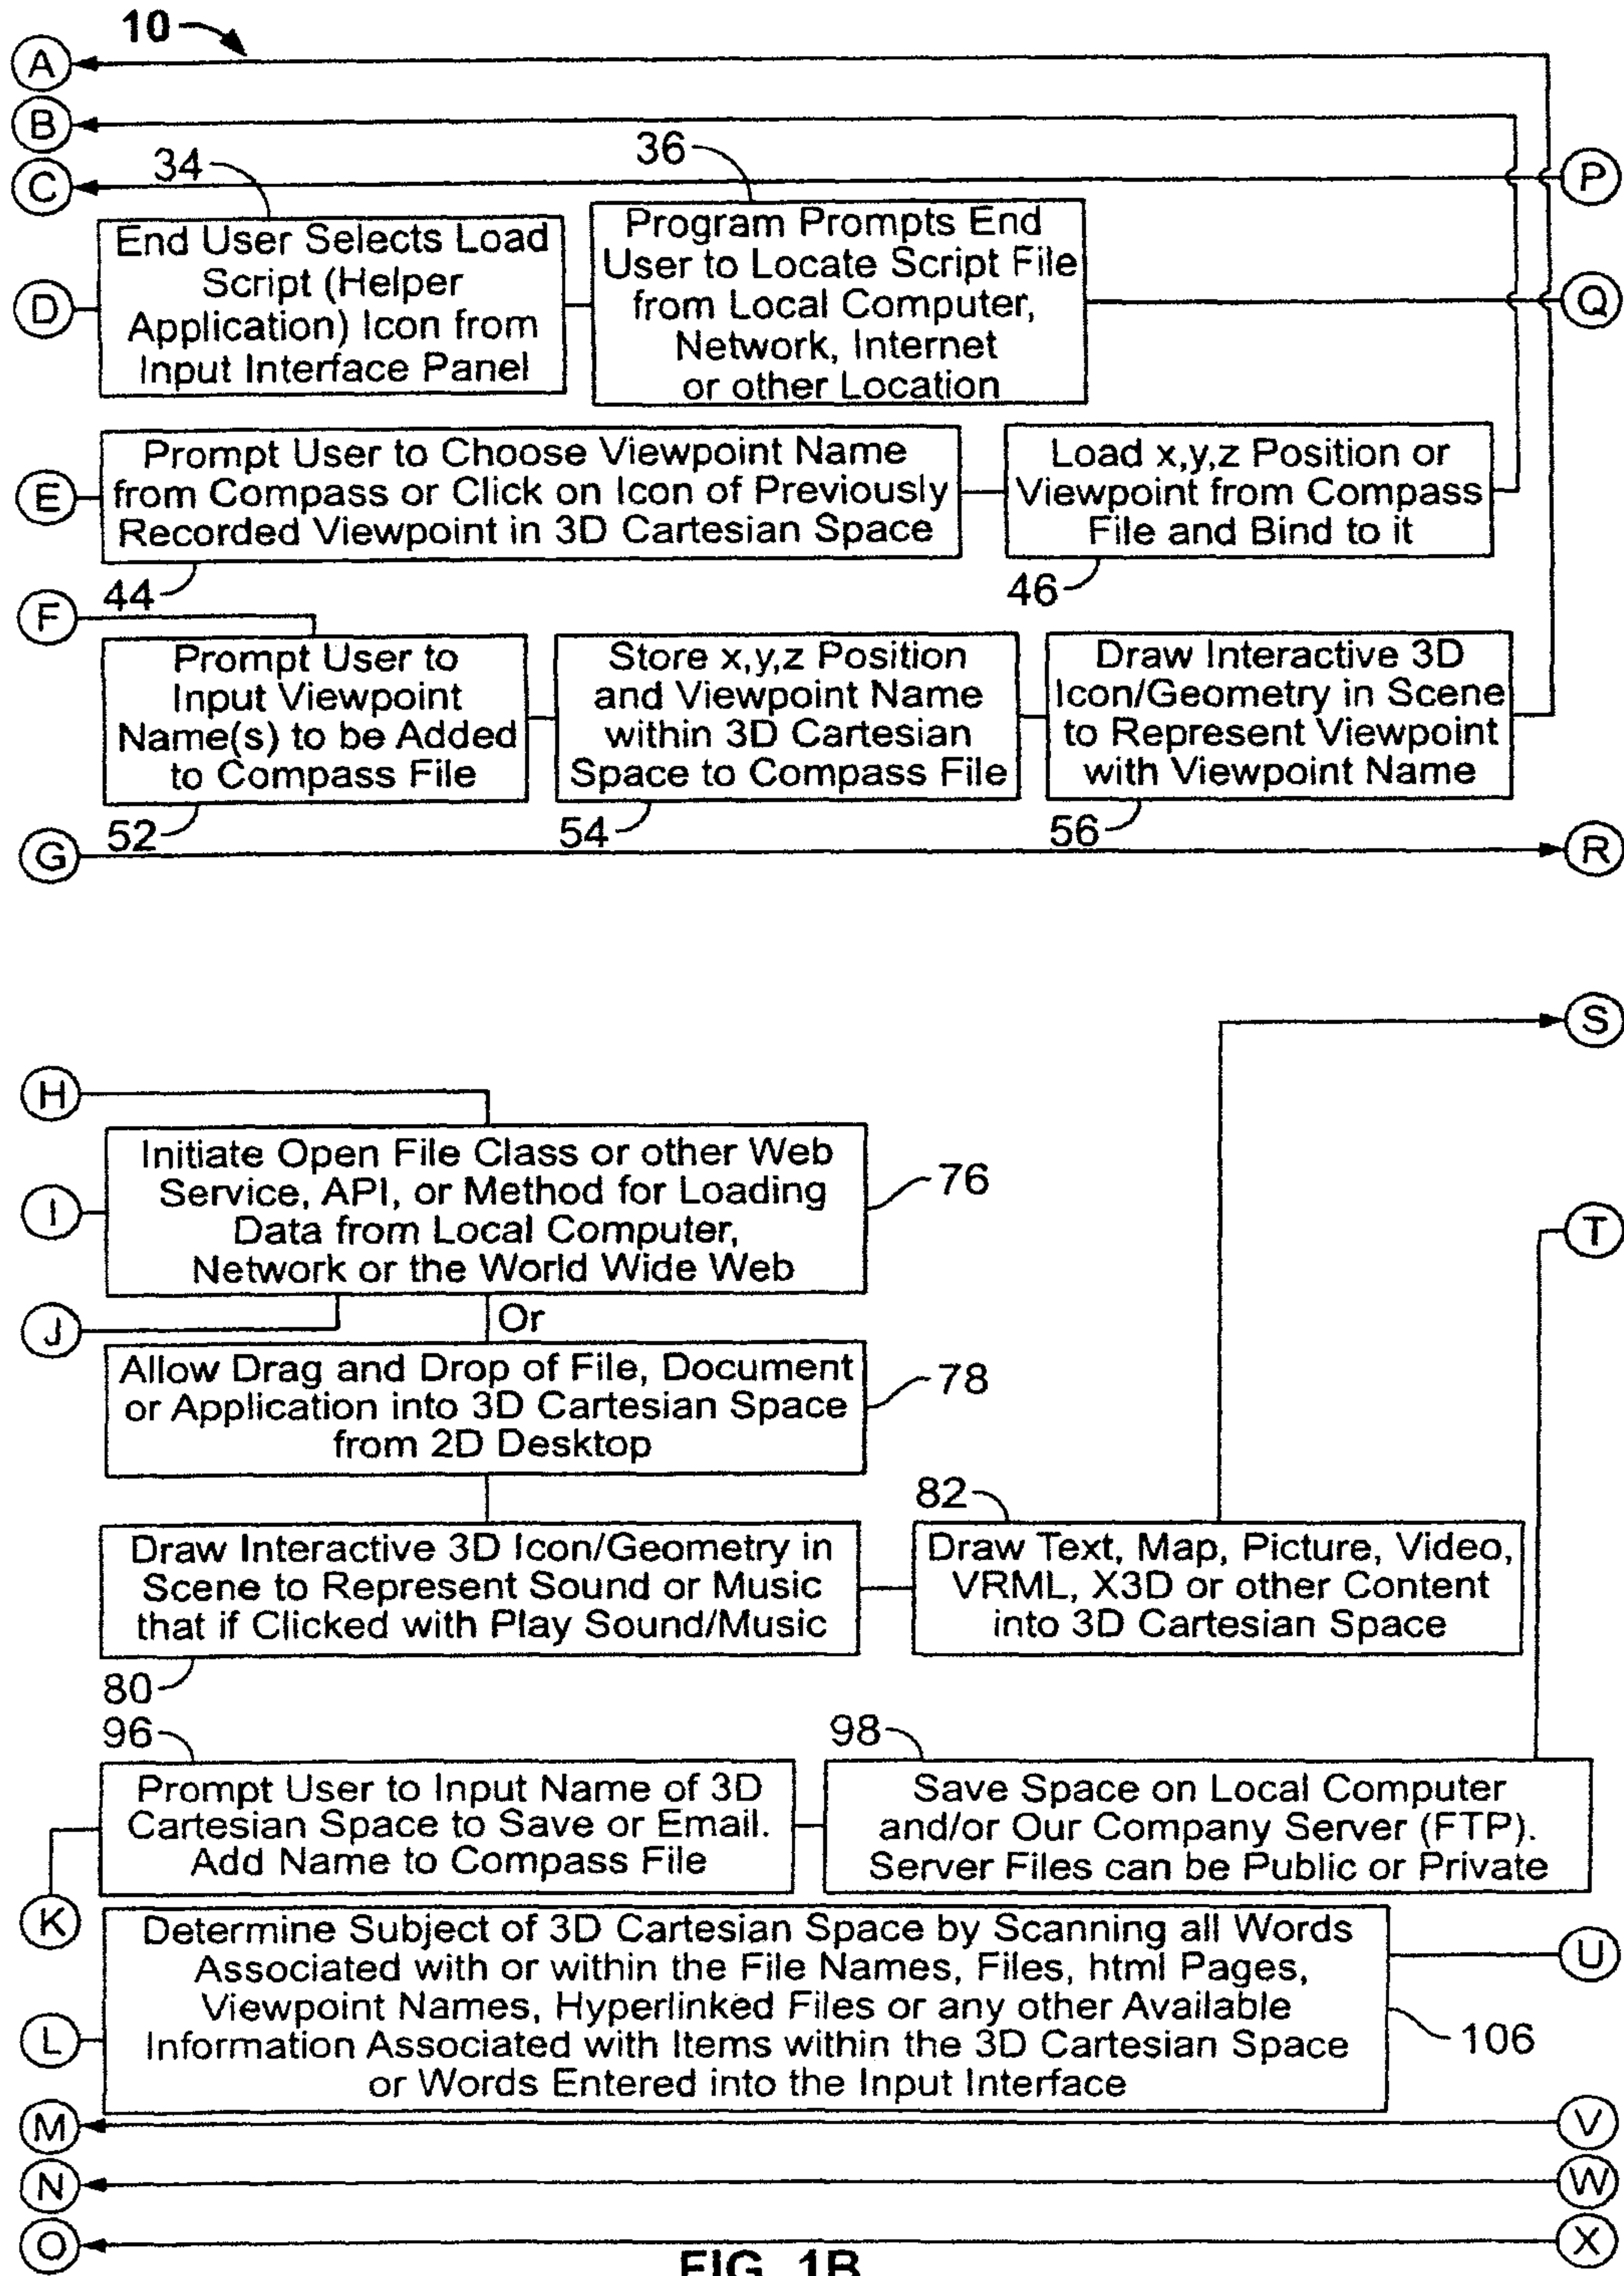 10
A
B
34
36
C
P
End User Selects Load
Script (Helper
Application) Icon from
Input Interface Panel
Program Prompts End
User to Locate Script File
from Local Computer,
Network, Internet
or other Location
D
Q
Prompt User to Choose Viewpoint Name
from Compass or Click on Icon of Previously
Recorded Viewpoint in 3D Cartesian Space
Load x,y,z Position or
Viewpoint from Compass
File and Bind to it
E
44
46
F
Prompt User to
Input Viewpoint
Name(s) to be Added
to Compass File
Store x,y,z Position
and Viewpoint Name
within 3D Cartesian
Space to Compass File
Draw Interactive 3D
Icon/Geometry in Scene
to Represent Viewpoint
with Viewpoint Name
52
54
56
G
R
S
H
Initiate Open File Class or other Web
Service, API, or Method for Loading
Data from Local Computer,
Network or the World Wide Web
76
I
T
J
Or
Allow Drag and Drop of File, Document
or Application into 3D Cartesian Space
from 2D Desktop
78
82
Draw Interactive 3D Icon/Geometry in
Scene to Represent Sound or Music
that if Clicked with Play Sound/Music
Draw Text, Map, Picture, Video,
VRML, X3D or other Content
into 3D Cartesian Space
80
96
98
Prompt User to Input Name of 3D
Cartesian Space to Save or Email.
Add Name to Compass File
Save Space on Local Computer
and/or Our Company Server (FTP).
Server Files can be Public or Private
K
Determine Subject of 3D Cartesian Space by Scanning all Words
Associated with or within the File Names, Files, html Pages,
Viewpoint Names, Hyperlinked Files or any other Available
Information Associated with Items within the 3D Cartesian Space
or Words Entered into the Input Interface
U
L
106
M
V
N
W
O
X
FIG. 1B